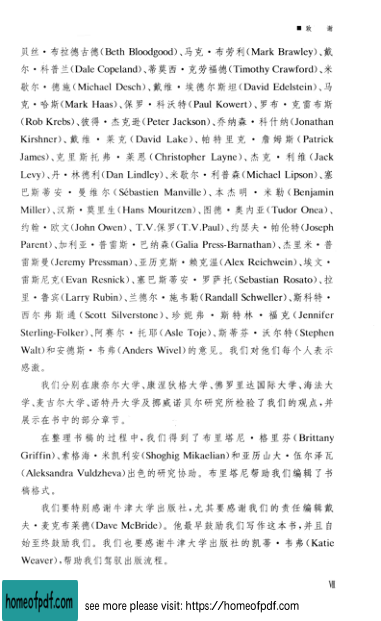 ■ 致 谢
贝丝·布拉德古德(Beth Bloodgood)、马克·布劳利(Mark Brawley)、戴
尔·科普兰(Dale Copeland)、蒂莫西·克劳福德(Timothy Crawford)、米
歇尔·德施(Michael Desch)、戴维·埃德尔斯坦(David Edelstein)、马
克·哈斯(Mark Haas)、保罗·科沃特(Paul Kowert)、罗布·克雷布斯
(Rob Krebs)、彼得·杰克逊(Peter Jackson)、乔纳森·科什纳(Jonathan
Kirshner)、戴维·莱克(David Lake)、帕特里克·詹姆斯(Patrick
James)、克里斯托弗·莱恩(Christopher Layne)、杰克·利维(Jack
Levy)、丹·林德利(Dan Lindley)、米歇尔·利普森(Michael Lipson)、塞
巴斯蒂安·曼维尔(Sébastien Manville)、本杰明·米勒(Benjamin
Miller)、汉斯·莫里生(Hans Mouritzen)、图德·奥内亚(Tudor Onea)、
约翰·欧文(John Owen)、T.V.保罗(T.V.Paul)、约瑟夫·帕伦特(Joseph
Parent)、加利亚·普雷斯·巴纳森(Galia Press-Barnathan)、杰里米·普
雷斯曼(Jeremy Pressman)、亚历克斯·赖克温(Alex Reichwein)、埃文·
雷斯尼克(Evan Resnick)、塞巴斯蒂安·罗萨托(Sebastian Rosato)、拉
里·鲁宾(Larry Rubin)、兰德尔·施韦勒(Randall Schweller)、斯科特·
西尔弗斯通(Scott Silverstone)、珍妮弗·斯特林·福克(Jennifer
Sterling-Folker)、阿赛尔·托耶(Asle Toje)、斯蒂芬·沃尔特(Stephen
Walt)和安德斯·韦弗(Anders Wivel)的意见。我们对他们每个人表示
感激。
我们分别在康奈尔大学、康涅狄格大学、佛罗里达国际大学、海法大
学、麦吉尔大学、诺特丹大学及挪威诺贝尔研究所检验了我们的观点,并
展示在书中的部分章节。
在整理书稿的过程中,我们得到了布里塔尼·格里芬(Brittany
Griffin)、索格海·米凯利安(Shoghig Mikaelian)和亚历山大·伍尔泽瓦
(Aleksandra Vuldzheva)出色的研究协助。布里塔尼帮助我们编辑了书
稿格式。
我们要特别感谢牛津大学出版社,尤其要感谢我们的责任编辑戴
夫·麦克布莱德(Dave McBride)。他最早鼓励我们写作这本书,并且自
始至终鼓励我们。我们也要感谢牛津大学出版社的凯蒂·韦弗(Katie
Weaver),帮助我们驾驭出版流程。
Ⅶ
homeofpdf.com see more please visit: https://homeofpdf.com